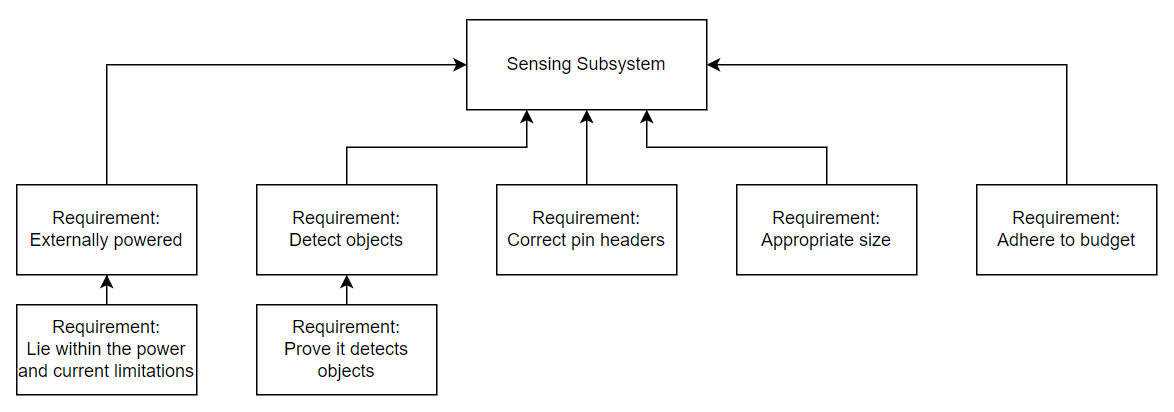 Sensing Subsystem
Requirement:
Externally powered
Requirement:
Detect objects
Requirement:
Correct pin headers
Requirement:
Appropriate size
Requirement:
Adhere to budget
Requirement:
Lie within the power
and current limitations
Requirement:
Prove it detects
objects